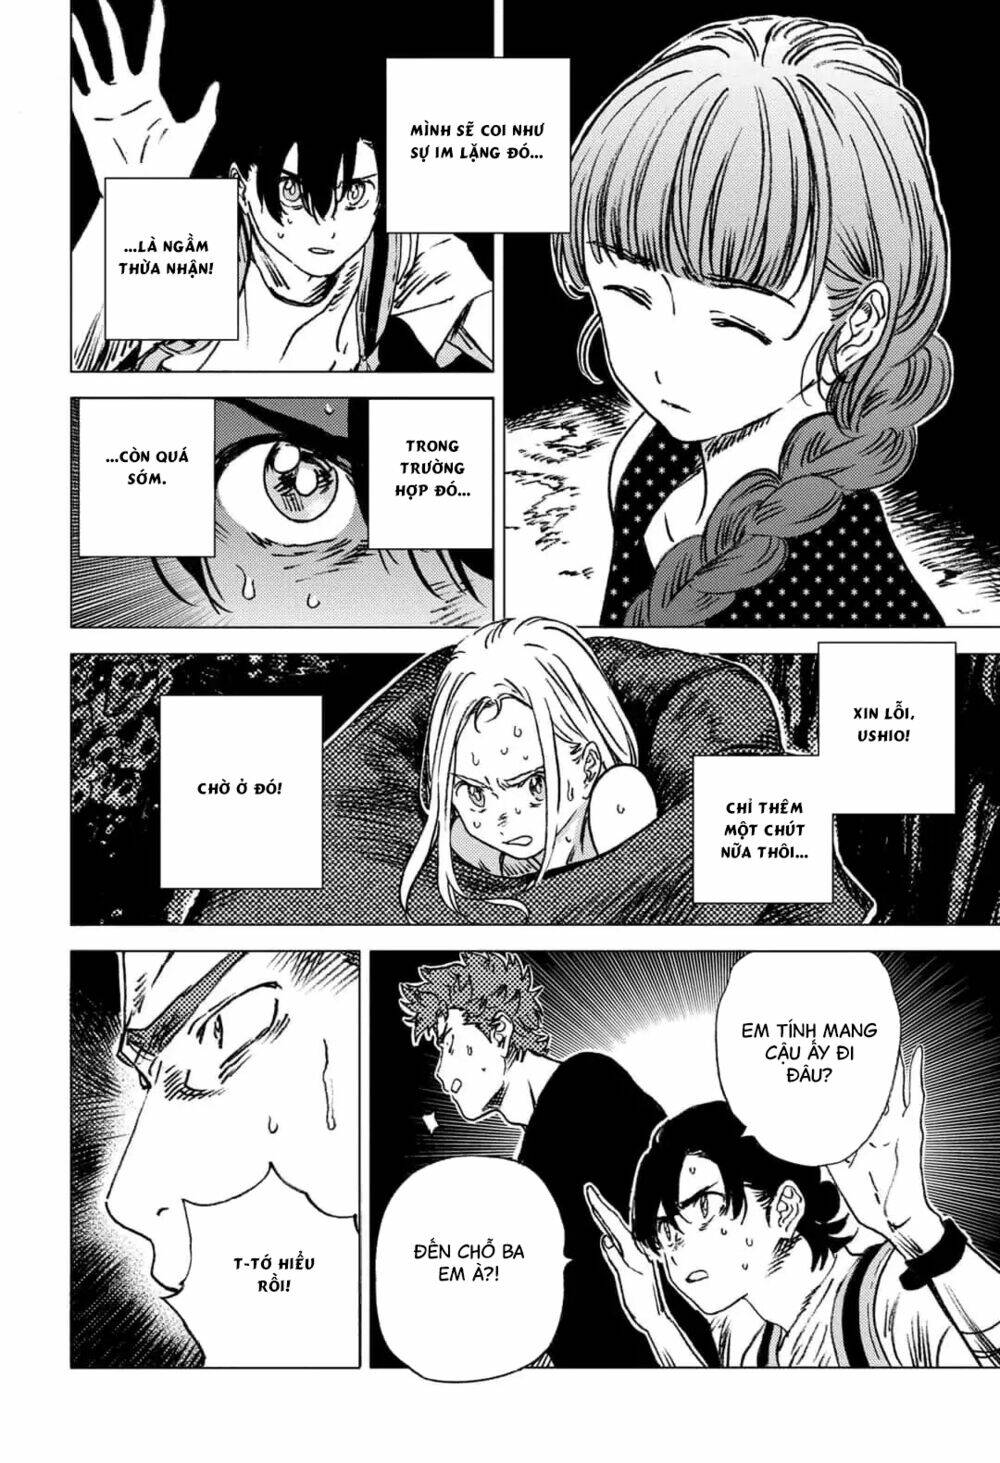 MÌNH SẼ COI NHƯ
SỰ IM LẶNG ĐÓ...
...LÀ NGẦM
THỪA NHẬN!
TRONG
TRƯỜNG
HỢP ĐÓ...
...CÒN QUÁ
SỚM.
XIN LỖI,
USHIO!
CHỈ THÊM
MỘT CHÚT
NỮA THÔI...
CHỜ Ở ĐÓ!
EM TÍNH MANG
CẬU ẤY ĐI
ĐÂU?
ĐẾN CHỖ BA
EM À?!
T-TỚ HIỂU
RỒI!